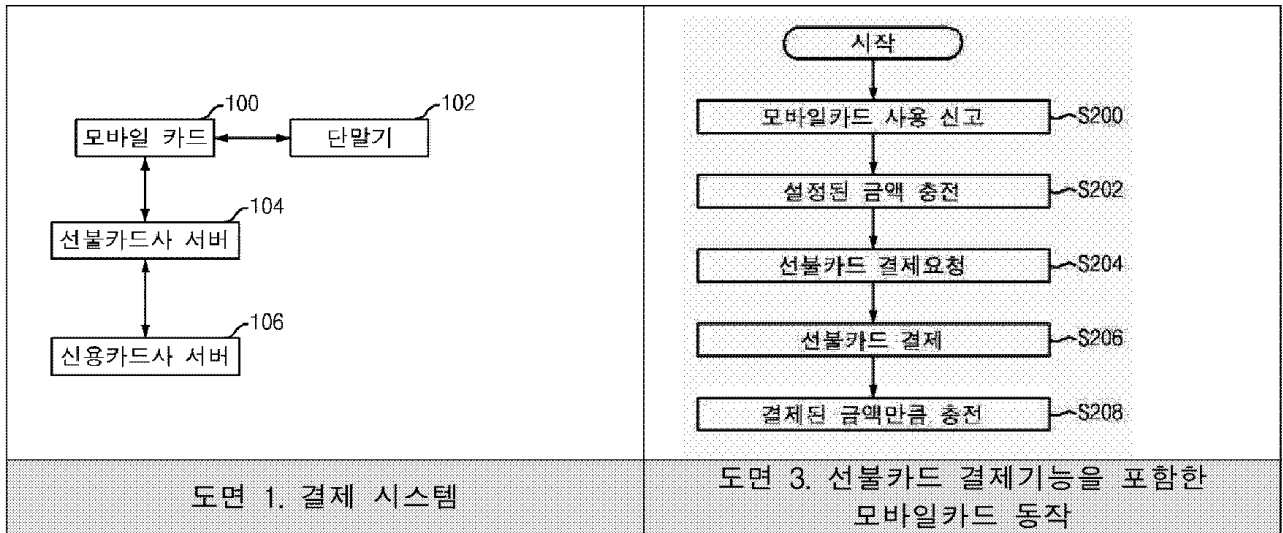 100
102
모바일 카드
단말기
104
선불카드사 서버
106
신용카드사 서버
도면 1. 결제 시스템
시작
모바일카드 사용 신고
S200
설정된 금액 충전
S202
선불카드 결제요청
S204
선불카드 결제
S206
결제된 금액만큼 충전
S208
도면 3. 선불카드 결제기능을 포함한
모바일카드 동작